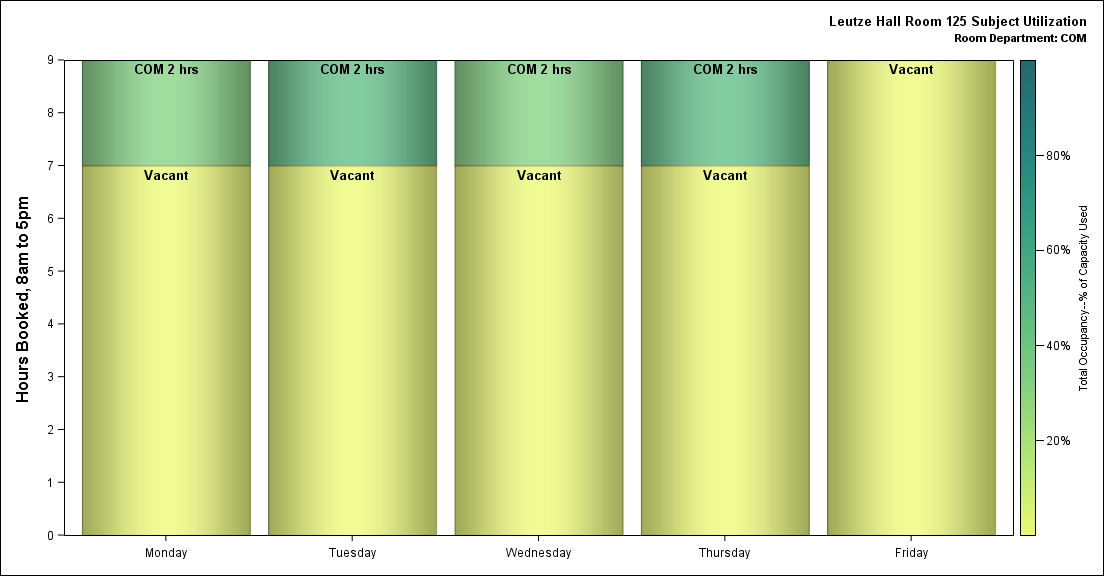 Leutze Hall Room 125 Subject Utilization
Room Department: COM
Hours Booked, 8am to 5pm
9
8
7
6
5
4
3
2
1
0
COM 2 hrs
COM 2 hrs
COM 2 hrs
COM 2 hrs
Vacant
Vacant
Vacant
Vacant
Vacant
Monday
Tuesday
Wednesday
Thursday
Friday
80%
60%
40%
20%
Total Occupancy--% of Capacity Used